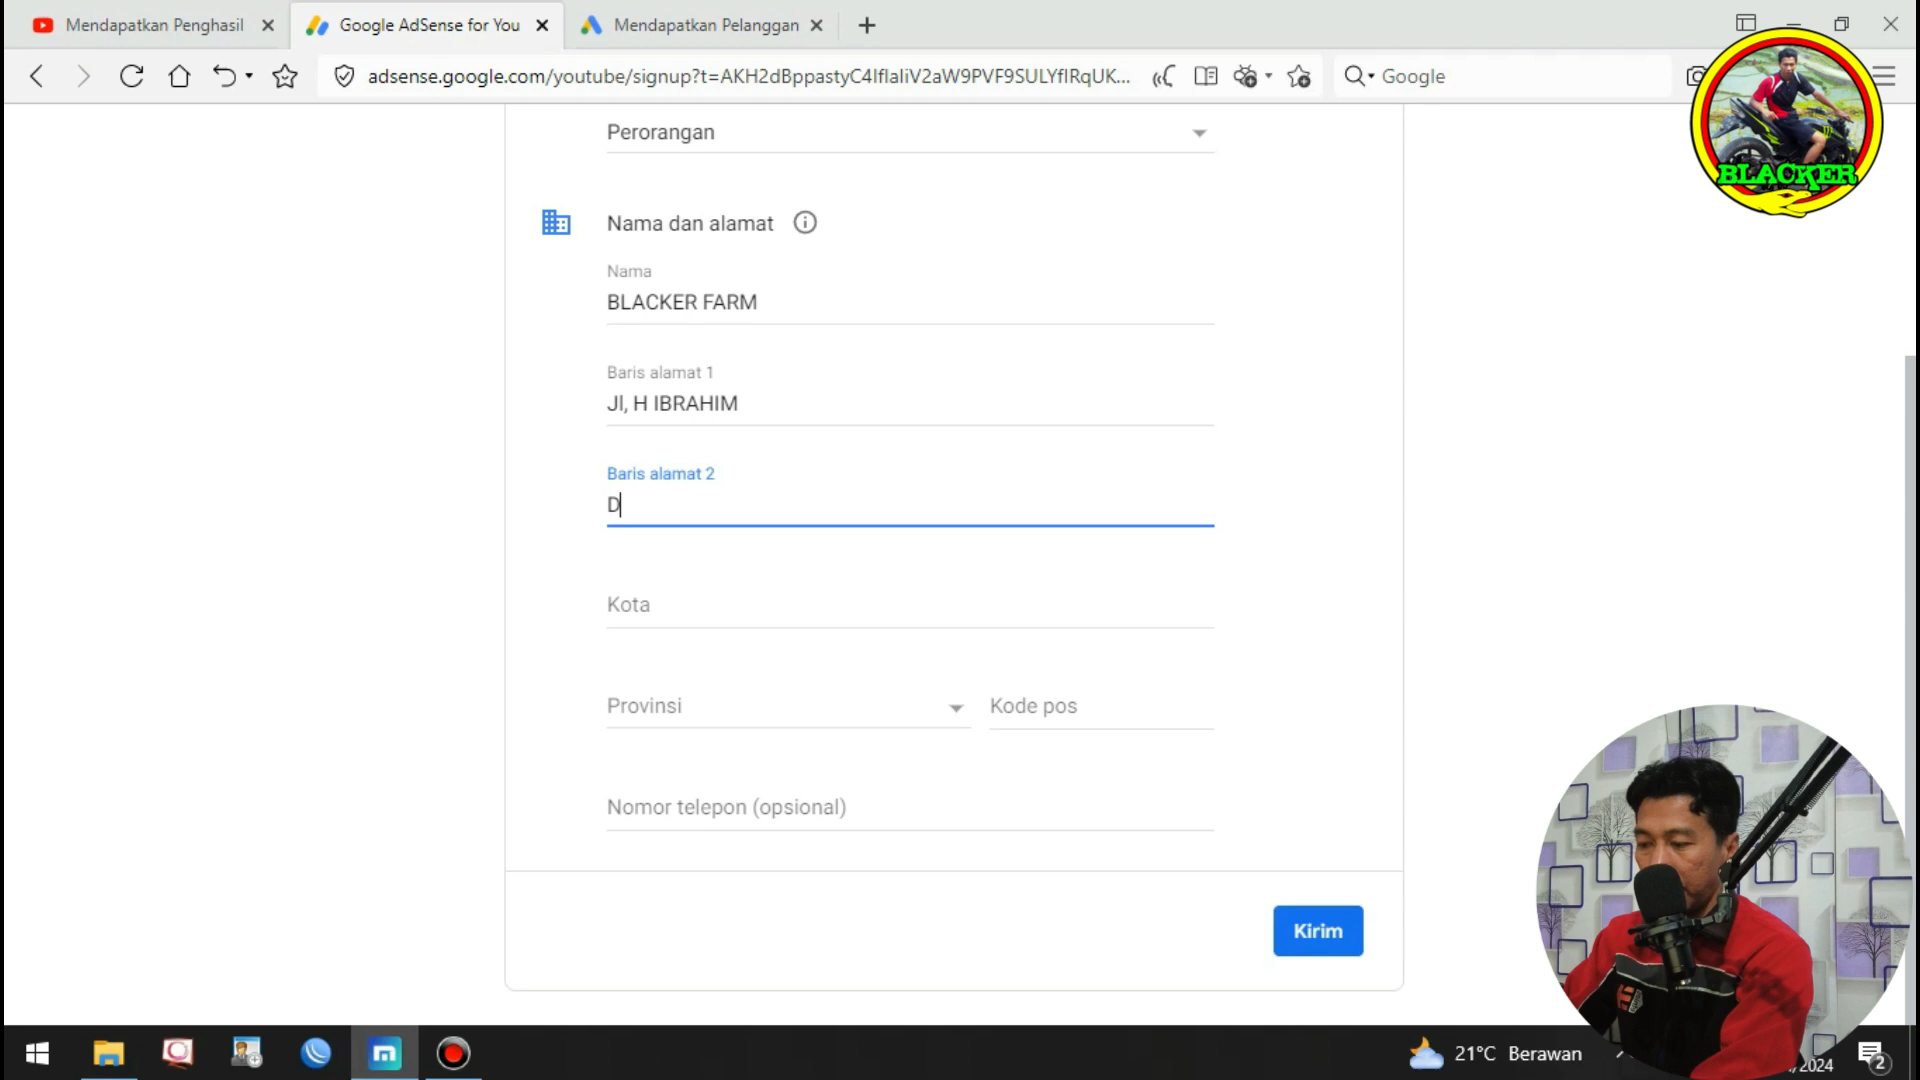 Mendapatkan Penghasil
Google AdSense for You
Mendapatkan Pelanggan
adsense.google.com/youtube/signup?t=AKH2dBppastyC4IflaIiV2aW9PVF9SULYfIRqUK...
Google
BLACKER
Perorangan
Nama dan alamat
Nama
BLACKER FARM
Baris alamat 1
Jl, H IBRAHIM
Baris alamat 2
D
Kota
Provinsi
Kode pos
Nomor telepon (opsional)
Kirim
21°C Berawan
/2024
2